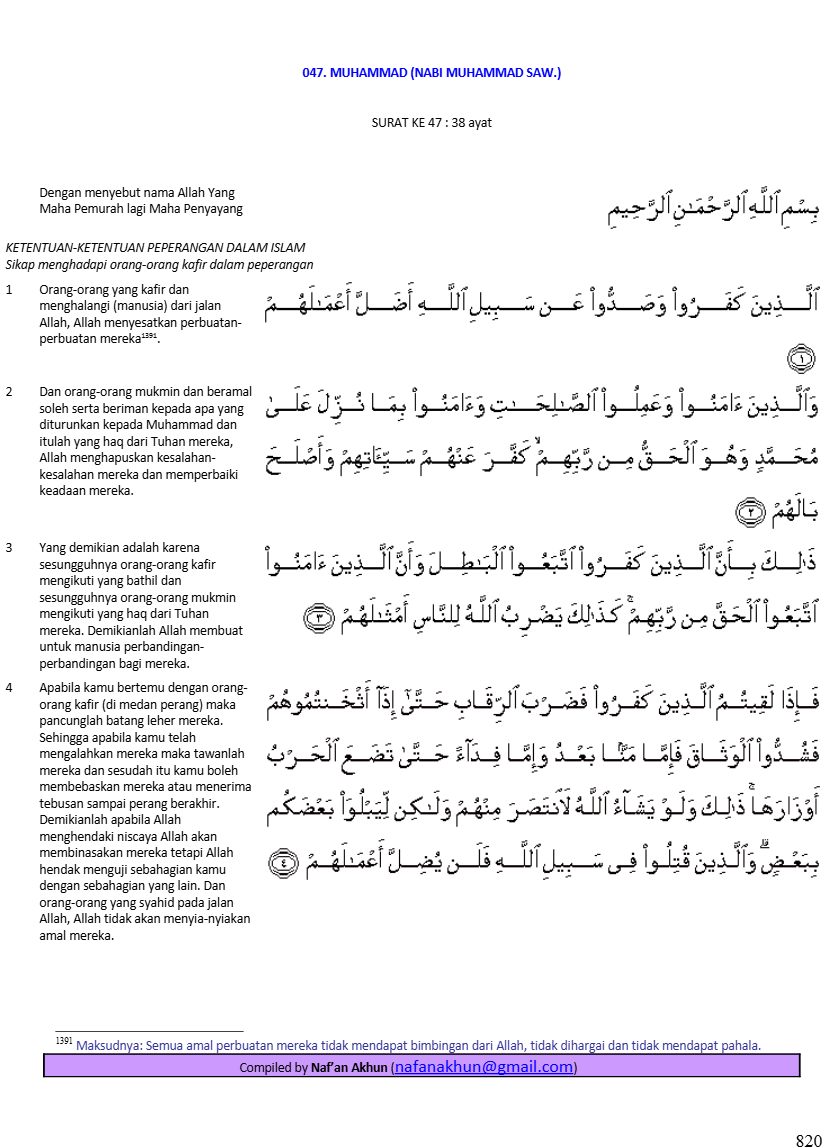 047. MUHAMMAD (NABI MUHAMMAD SAW.)
SURAT KE 47 : 38 ayat
Dengan menyebut nama Allah Yang
Maha Pemurah lagi Maha Penyayang
بِسْمِ ٱللَّهِ ٱلرَّحْمَـٰنِ ٱلرَّحِيمِ
KETENTUAN-KETENTUAN PEPERANGAN DALAM ISLAM
Sikap menghadapi orang-orang kafir dalam peperangan
1 Orang-orang yang kafir dan
menghalangi (manusia) dari jalan
Allah, Allah menyesatkan perbuatan-
perbuatan mereka¹³⁹¹.
ٱلَّذِينَ كَفَرُوا۟ وَصَدُّوا۟ عَن سَبِيلِ ٱللَّهِ أَضَلَّ أَعْمَـٰلَهُمْ
﴿١﴾
2 Dan orang-orang mukmin dan beramal
soleh serta beriman kepada apa yang
diturunkan kepada Muhammad dan
itulah yang haq dari Tuhan mereka,
Allah menghapuskan kesalahan-
kesalahan mereka dan memperbaiki
keadaan mereka.
وَٱلَّذِينَ ءَامَنُوا۟ وَعَمِلُوا۟ ٱلصَّـٰلِحَـٰتِ وَءَامَنُوا۟ بِمَا نُزِّلَ عَلَىٰ
مُحَمَّدٍ وَهُوَ ٱلْحَقُّ مِن رَّبِّهِمْ ۙ كَفَّرَ عَنْهُمْ سَيِّـَٔاتِهِمْ وَأَصْلَحَ
بَالَهُمْ ﴿٢﴾
3 Yang demikian adalah karena
sesungguhnya orang-orang kafir
mengikuti yang bathil dan
sesungguhnya orang-orang mukmin
mengikuti yang haq dari Tuhan
mereka. Demikianlah Allah membuat
untuk manusia perbandingan-
perbandingan bagi mereka.
ذَٰلِكَ بِأَنَّ ٱلَّذِينَ كَفَرُوا۟ ٱتَّبَعُوا۟ ٱلْبَـٰطِلَ وَأَنَّ ٱلَّذِينَ ءَامَنُوا۟
ٱتَّبَعُوا۟ ٱلْحَقَّ مِن رَّبِّهِمْ ۚ كَذَٰلِكَ يَضْرِبُ ٱللَّهُ لِلنَّاسِ أَمْثَـٰلَهُمْ ﴿٣﴾
4 Apabila kamu bertemu dengan orang-
orang kafir (di medan perang) maka
pancunglah batang leher mereka.
Sehingga apabila kamu telah
mengalahkan mereka maka tawanlah
mereka dan sesudah itu kamu boleh
membebaskan mereka atau menerima
tebusan sampai perang berakhir.
Demikianlah apabila Allah
menghendaki niscaya Allah akan
membinasakan mereka tetapi Allah
hendak menguji sebahagian kamu
dengan sebahagian yang lain. Dan
orang-orang yang syahid pada jalan
Allah, Allah tidak akan menyia-nyiakan
amal mereka.
فَإِذَا لَقِيتُمُ ٱلَّذِينَ كَفَرُوا۟ فَضَرْبَ ٱلرِّقَابِ حَتَّىٰٓ إِذَآ أَثْخَنتُمُوهُمْ
فَشُدُّوا۟ ٱلْوَثَاقَ فَإِمَّا مَنًّۢا بَعْدُ وَإِمَّا فِدَآءً حَتَّىٰ تَضَعَ ٱلْحَرْبُ
أَوْزَارَهَا ۚ ذَٰلِكَ وَلَوْ يَشَآءُ ٱللَّهُ لَٱنتَصَرَ مِنْهُمْ وَلَـٰكِن لِّيَبْلُوَا۟ بَعْضَكُم
بِبَعْضٍ ۗ وَٱلَّذِينَ قُتِلُوا۟ فِى سَبِيلِ ٱللَّهِ فَلَن يُضِلَّ أَعْمَـٰلَهُمْ ﴿٤﴾
1391 Maksudnya: Semua amal perbuatan mereka tidak mendapat bimbingan dari Allah, tidak dihargai dan tidak mendapat pahala.
Compiled by Naf’an Akhun (nafanakhun@gmail.com)
820